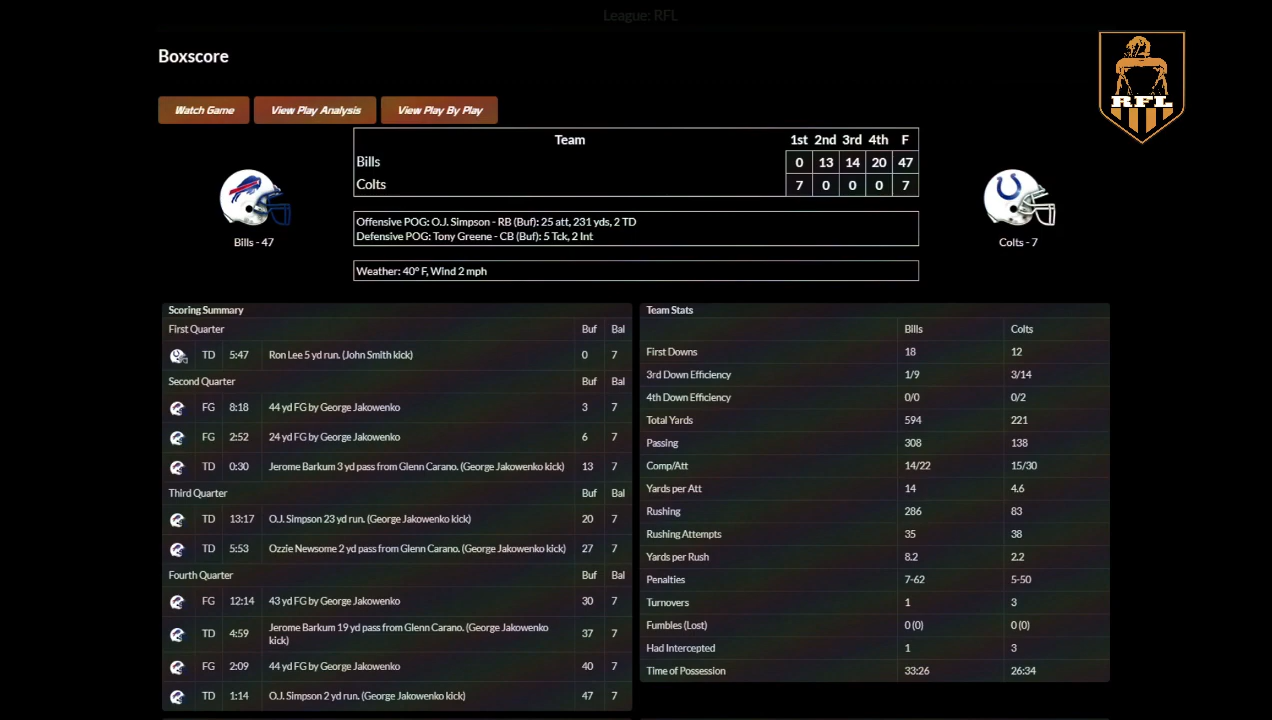 League: RFL
Boxscore
RFL
Watch Game View Play Analysis View Play By Play
Team 1st 2nd 3rd 4th F
Bills 0 13 14 20 47
Colts 7 0 0 0 7
Bills - 47
Colts - 7
Offensive POG: O.J. Simpson - RB (Buf): 25 att, 231 yds, 2 TD
Defensive POG: Tony Greene - CB (Buf): 5 Tck, 2 Int
Weather: 40° F, Wind 2 mph
Scoring Summary
First Quarter Buf Bal
TD 5:47 Ron Lee 5 yd run. (John Smith kick) 0 7
Second Quarter Buf Bal
FG 8:18 44 yd FG by George Jakowenko 3 7
FG 2:52 24 yd FG by George Jakowenko 6 7
TD 0:30 Jerome Barkum 3 yd pass from Glenn Carano. (George Jakowenko kick) 13 7
Third Quarter Buf Bal
TD 13:17 O.J. Simpson 23 yd run. (George Jakowenko kick) 20 7
TD 5:53 Ozzie Newsome 2 yd pass from Glenn Carano. (George Jakowenko kick) 27 7
Fourth Quarter Buf Bal
FG 12:14 43 yd FG by George Jakowenko 30 7
TD 4:59 Jerome Barkum 19 yd pass from Glenn Carano. (George Jakowenko
kick) 37 7
FG 2:09 44 yd FG by George Jakowenko 40 7
TD 1:14 O.J. Simpson 2 yd run. (George Jakowenko kick) 47 7
Team Stats
Bills Colts
First Downs 18 12
3rd Down Efficiency 1/9 3/14
4th Down Efficiency 0/0 0/2
Total Yards 594 221
Passing 308 138
Comp/Att 14/22 15/30
Yards per Att 14 4.6
Rushing 286 83
Rushing Attempts 35 38
Yards per Rush 8.2 2.2
Penalties 7-62 5-50
Turnovers 1 3
Fumbles (Lost) 0 (0) 0 (0)
Had Intercepted 1 3
Time of Possession 33:26 26:34